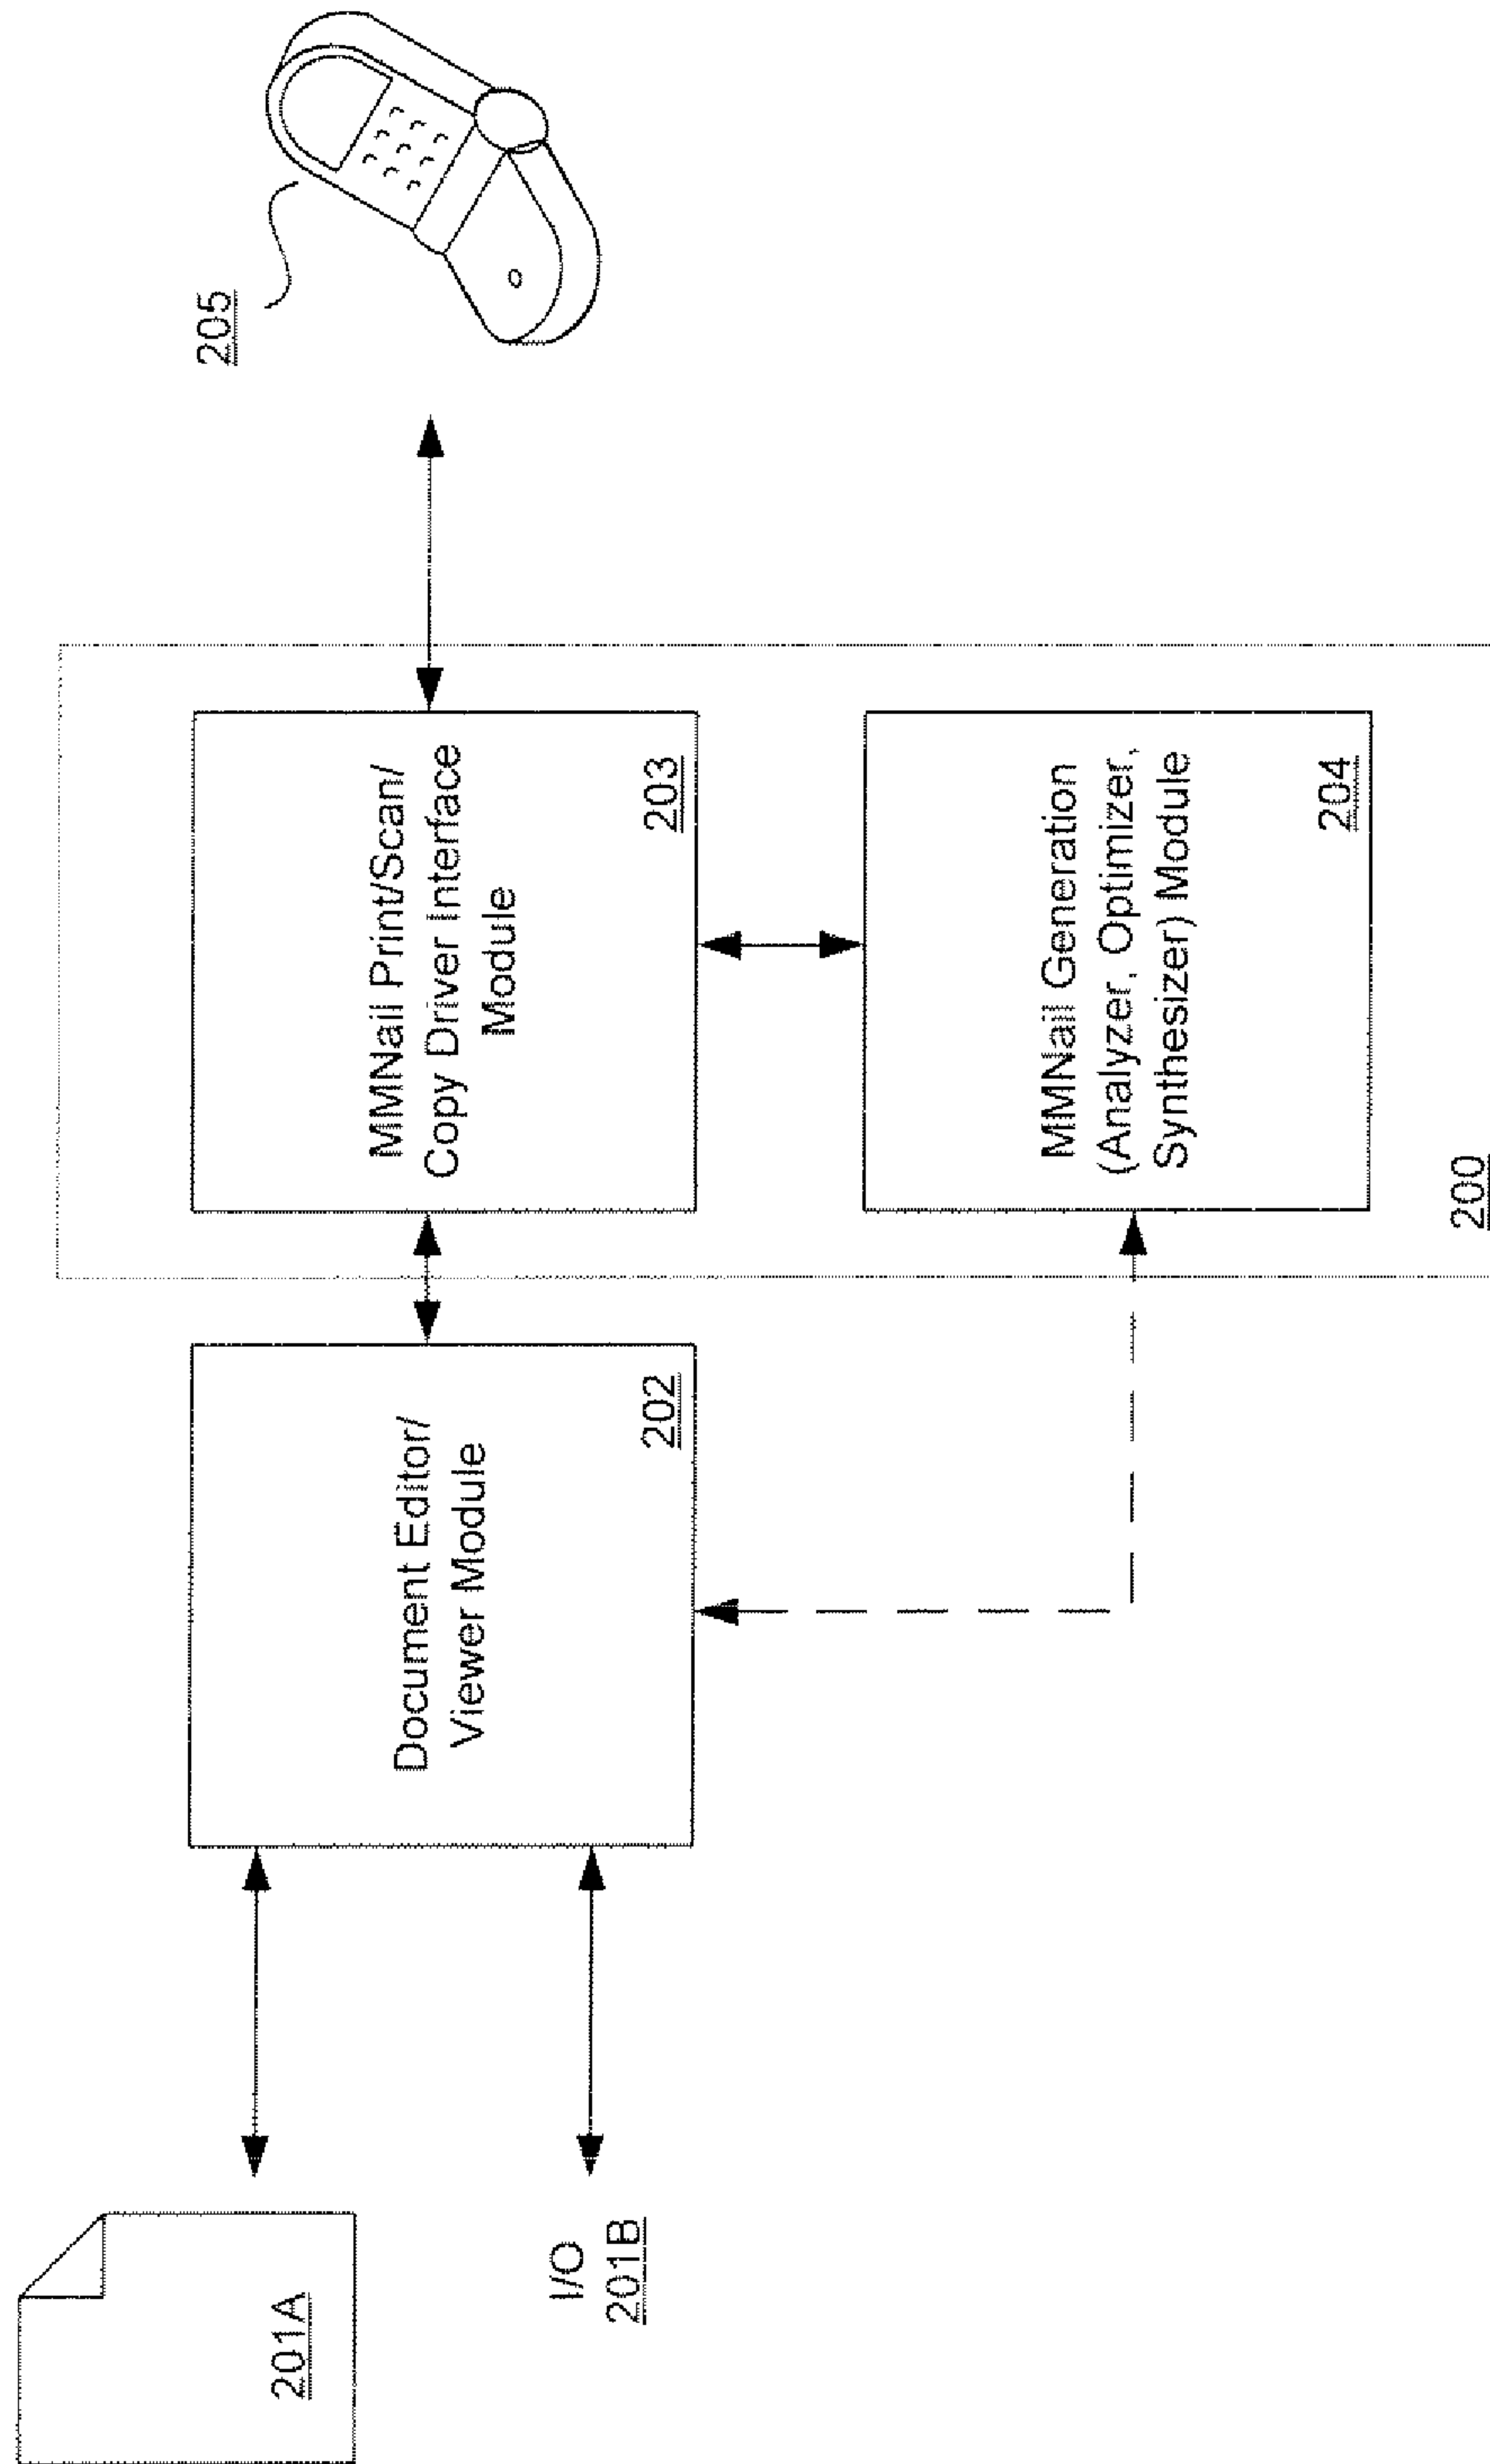 201A
I/O
201B
Document Editor/
Viewer Module
202
MMNail Print/Scan/
Copy Driver Interface
Module
203
MMNail Generation
(Analyzer, Optimizer,
Synthesizer) Module
204
200
205